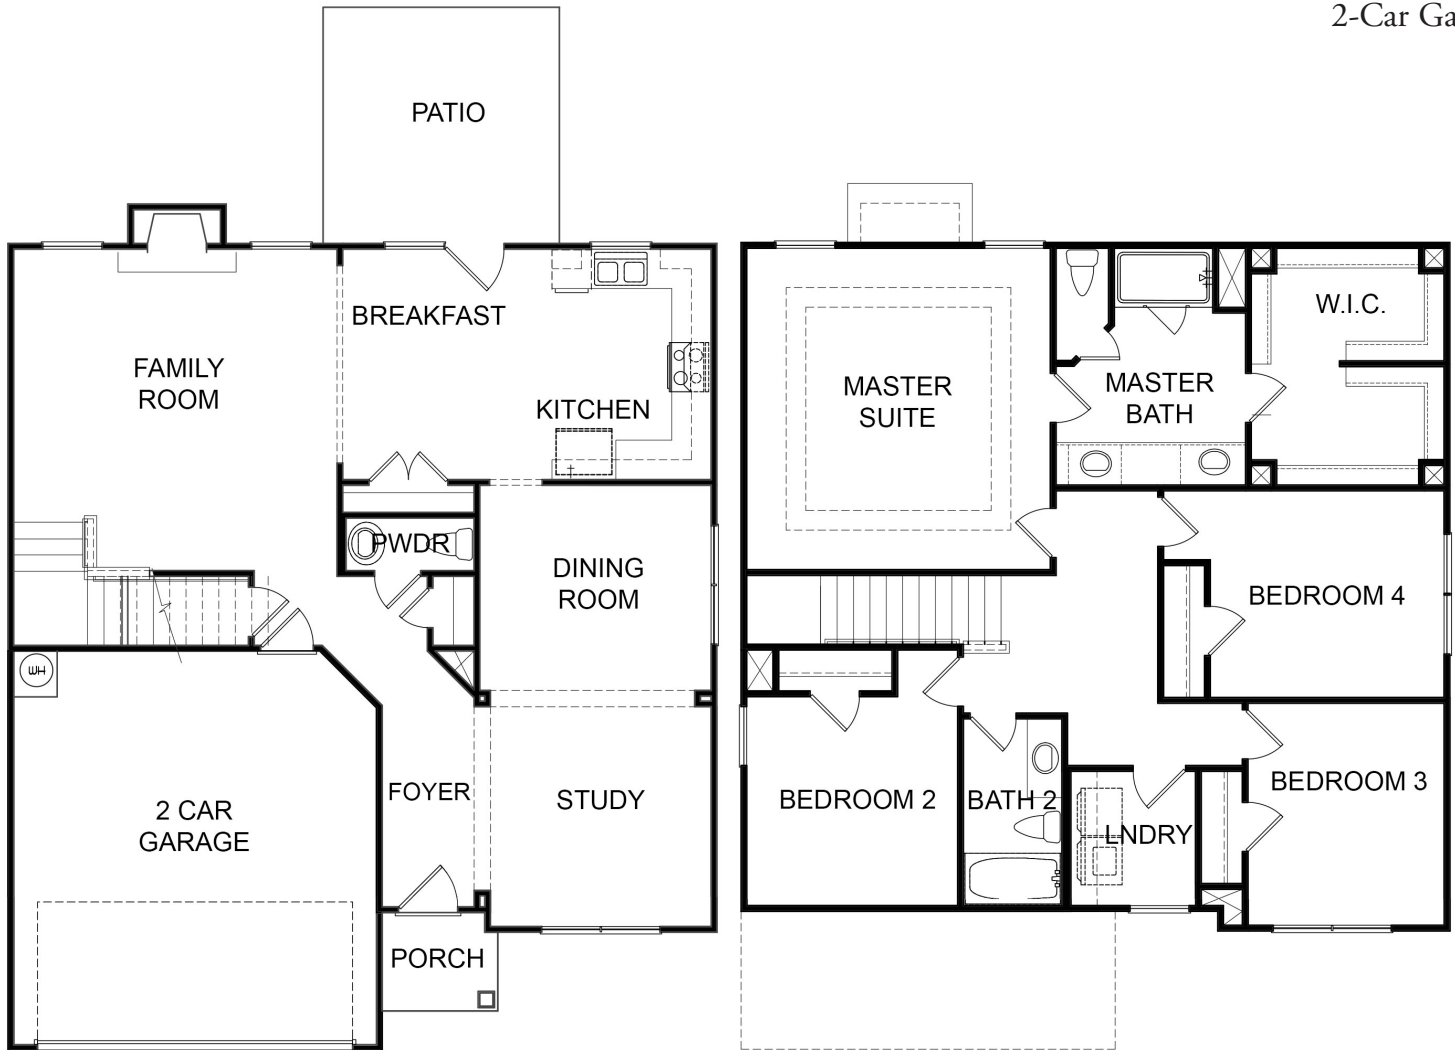 2-Car Ga
PATIO
BREAKFAST
FAMILY
ROOM
KITCHEN
PWDR
DINING
ROOM
WH
FOYER
STUDY
2 CAR
GARAGE
PORCH
W.I.C.
MASTER
SUITE
MASTER
BATH
BEDROOM 4
BEDROOM 3
BEDROOM 2
BATH 2
LNDRY